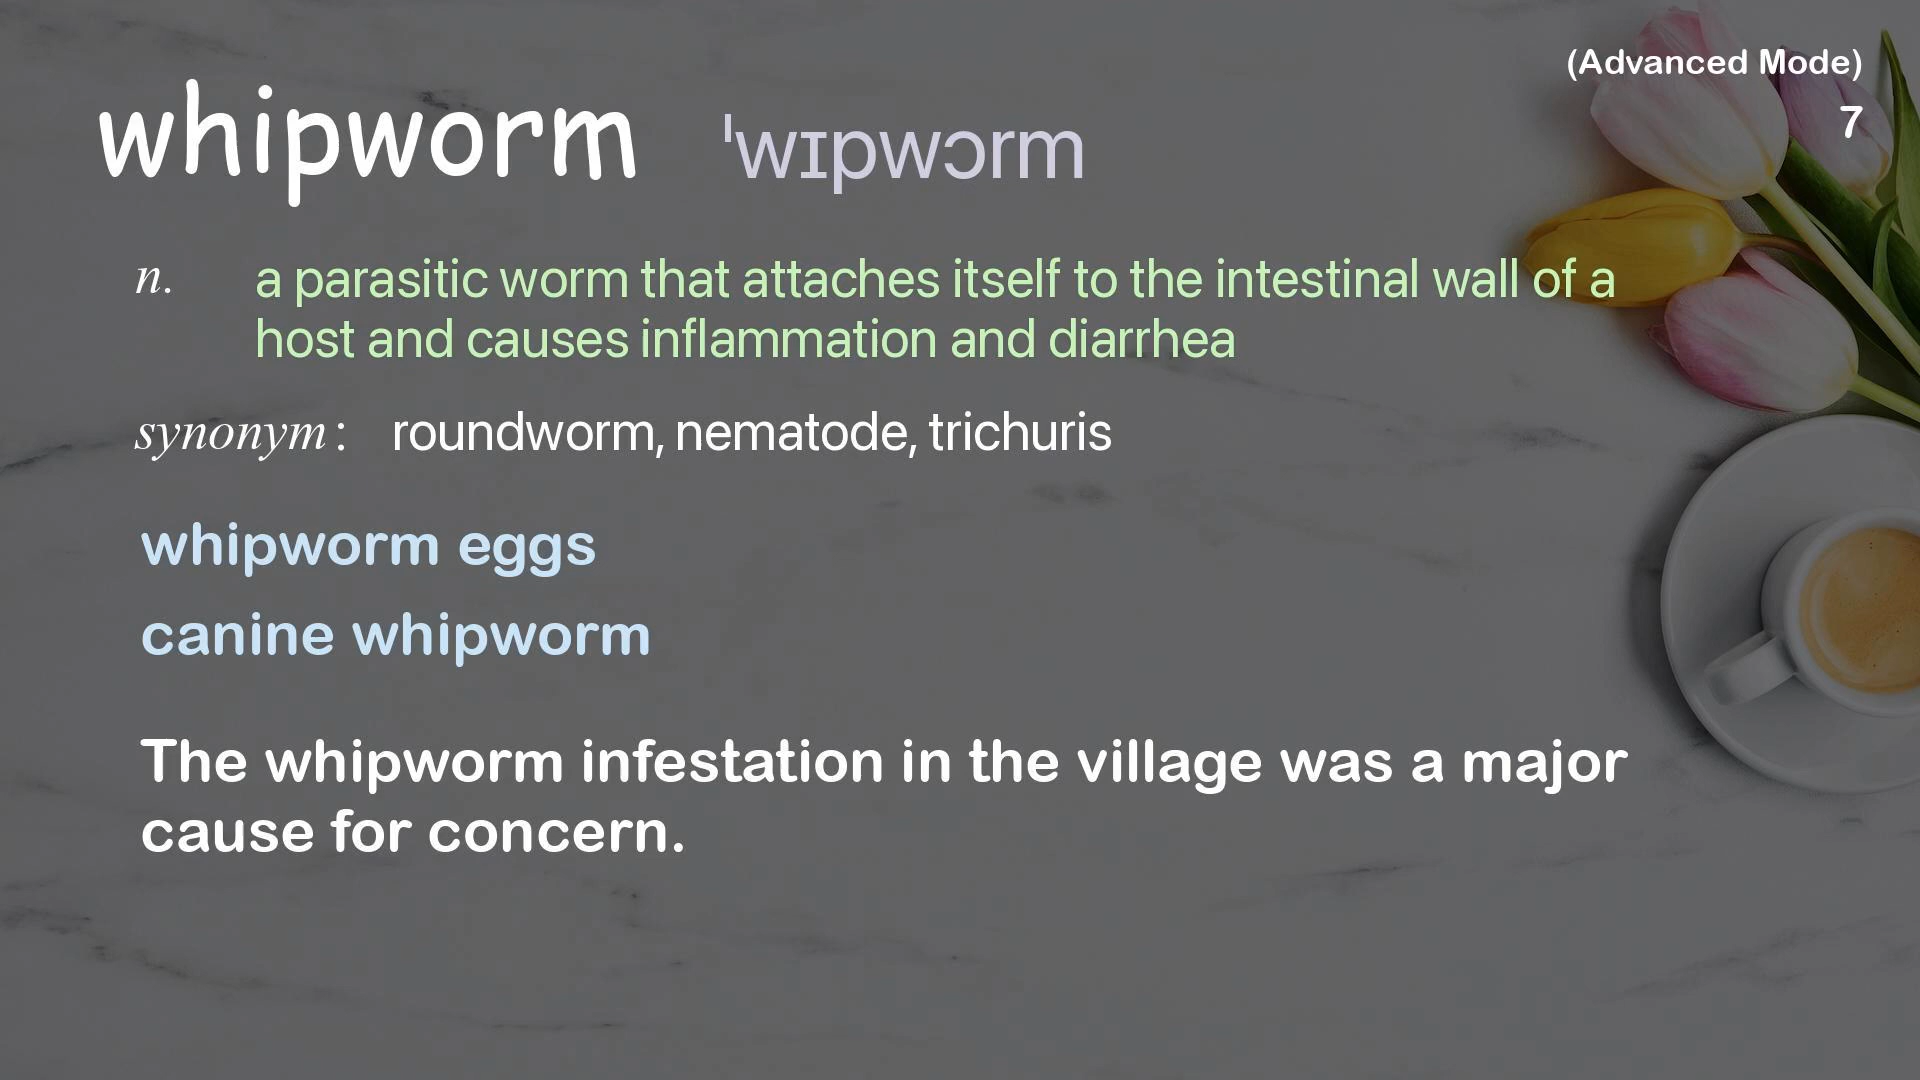 (Advanced Mode)
7
whipworm ˈwɪpwɔrm
n. a parasitic worm that attaches itself to the intestinal wall of a
host and causes inflammation and diarrhea
synonym: roundworm, nematode, trichuris
whipworm eggs
canine whipworm
The whipworm infestation in the village was a major
cause for concern.